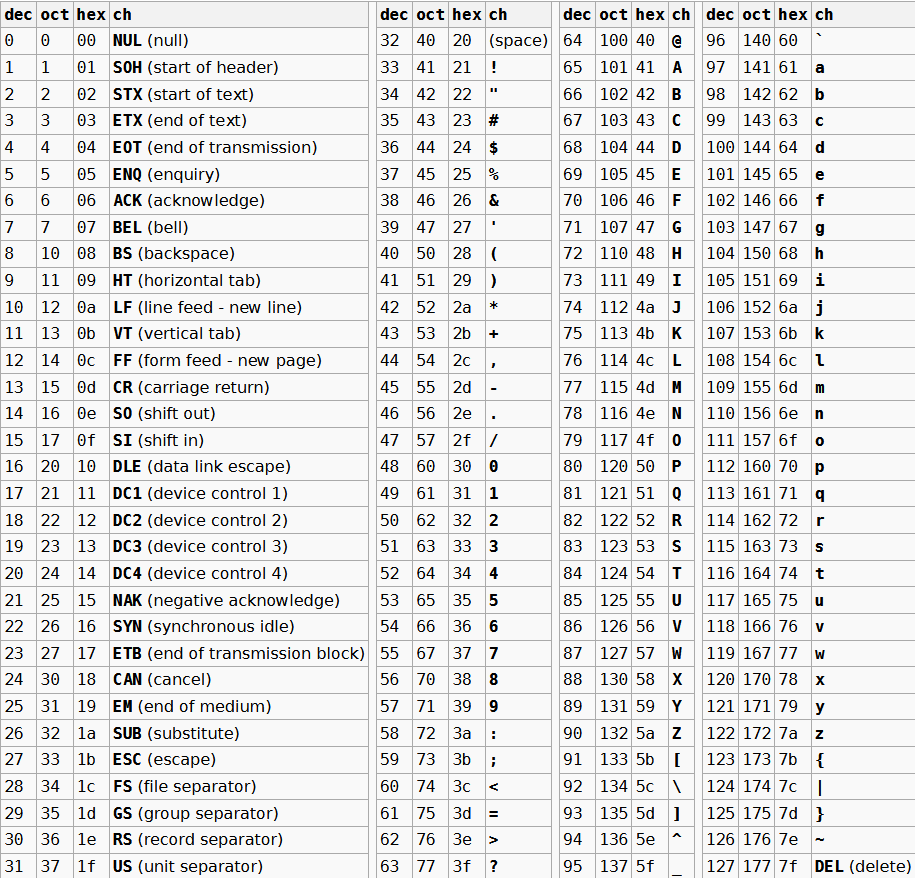 dec oct hex ch dec oct hex ch dec oct hex ch dec oct hex ch
0 0 00 NUL (null) 32 40 20 (space) 64 100 40 @ 96 140 60 `
1 1 01 SOH (start of header) 33 41 21 ! 65 101 41 A 97 141 61 a
2 2 02 STX (start of text) 34 42 22 " 66 102 42 B 98 142 62 b
3 3 03 ETX (end of text) 35 43 23 # 67 103 43 C 99 143 63 c
4 4 04 EOT (end of transmission) 36 44 24 $ 68 104 44 D 100 144 64 d
5 5 05 ENQ (enquiry) 37 45 25 % 69 105 45 E 101 145 65 e
6 6 06 ACK (acknowledge) 38 46 26 & 70 106 46 F 102 146 66 f
7 7 07 BEL (bell) 39 47 27 ' 71 107 47 G 103 147 67 g
8 10 08 BS (backspace) 40 50 28 ( 72 110 48 H 104 150 68 h
9 11 09 HT (horizontal tab) 41 51 29 ) 73 111 49 I 105 151 69 i
10 12 0a LF (line feed - new line) 42 52 2a * 74 112 4a J 106 152 6a j
11 13 0b VT (vertical tab) 43 53 2b + 75 113 4b K 107 153 6b k
12 14 0c FF (form feed - new page) 44 54 2c , 76 114 4c L 108 154 6c l
13 15 0d CR (carriage return) 45 55 2d - 77 115 4d M 109 155 6d m
14 16 0e SO (shift out) 46 56 2e . 78 116 4e N 110 156 6e n
15 17 0f SI (shift in) 47 57 2f / 79 117 4f O 111 157 6f o
16 20 10 DLE (data link escape) 48 60 30 0 80 120 50 P 112 160 70 p
17 21 11 DC1 (device control 1) 49 61 31 1 81 121 51 Q 113 161 71 q
18 22 12 DC2 (device control 2) 50 62 32 2 82 122 52 R 114 162 72 r
19 23 13 DC3 (device control 3) 51 63 33 3 83 123 53 S 115 163 73 s
20 24 14 DC4 (device control 4) 52 64 34 4 84 124 54 T 116 164 74 t
21 25 15 NAK (negative acknowledge) 53 65 35 5 85 125 55 U 117 165 75 u
22 26 16 SYN (synchronous idle) 54 66 36 6 86 126 56 V 118 166 76 v
23 27 17 ETB (end of transmission block) 55 67 37 7 87 127 57 W 119 167 77 w
24 30 18 CAN (cancel) 56 70 38 8 88 130 58 X 120 170 78 x
25 31 19 EM (end of medium) 57 71 39 9 89 131 59 Y 121 171 79 y
26 32 1a SUB (substitute) 58 72 3a : 90 132 5a Z 122 172 7a z
27 33 1b ESC (escape) 59 73 3b ; 91 133 5b [ 123 173 7b {
28 34 1c FS (file separator) 60 74 3c < 92 134 5c \ 124 174 7c |
29 35 1d GS (group separator) 61 75 3d = 93 135 5d ] 125 175 7d }
30 36 1e RS (record separator) 62 76 3e > 94 136 5e ^ 126 176 7e ~
31 37 1f US (unit separator) 63 77 3f ? 95 137 5f _ 127 177 7f DEL (delete)